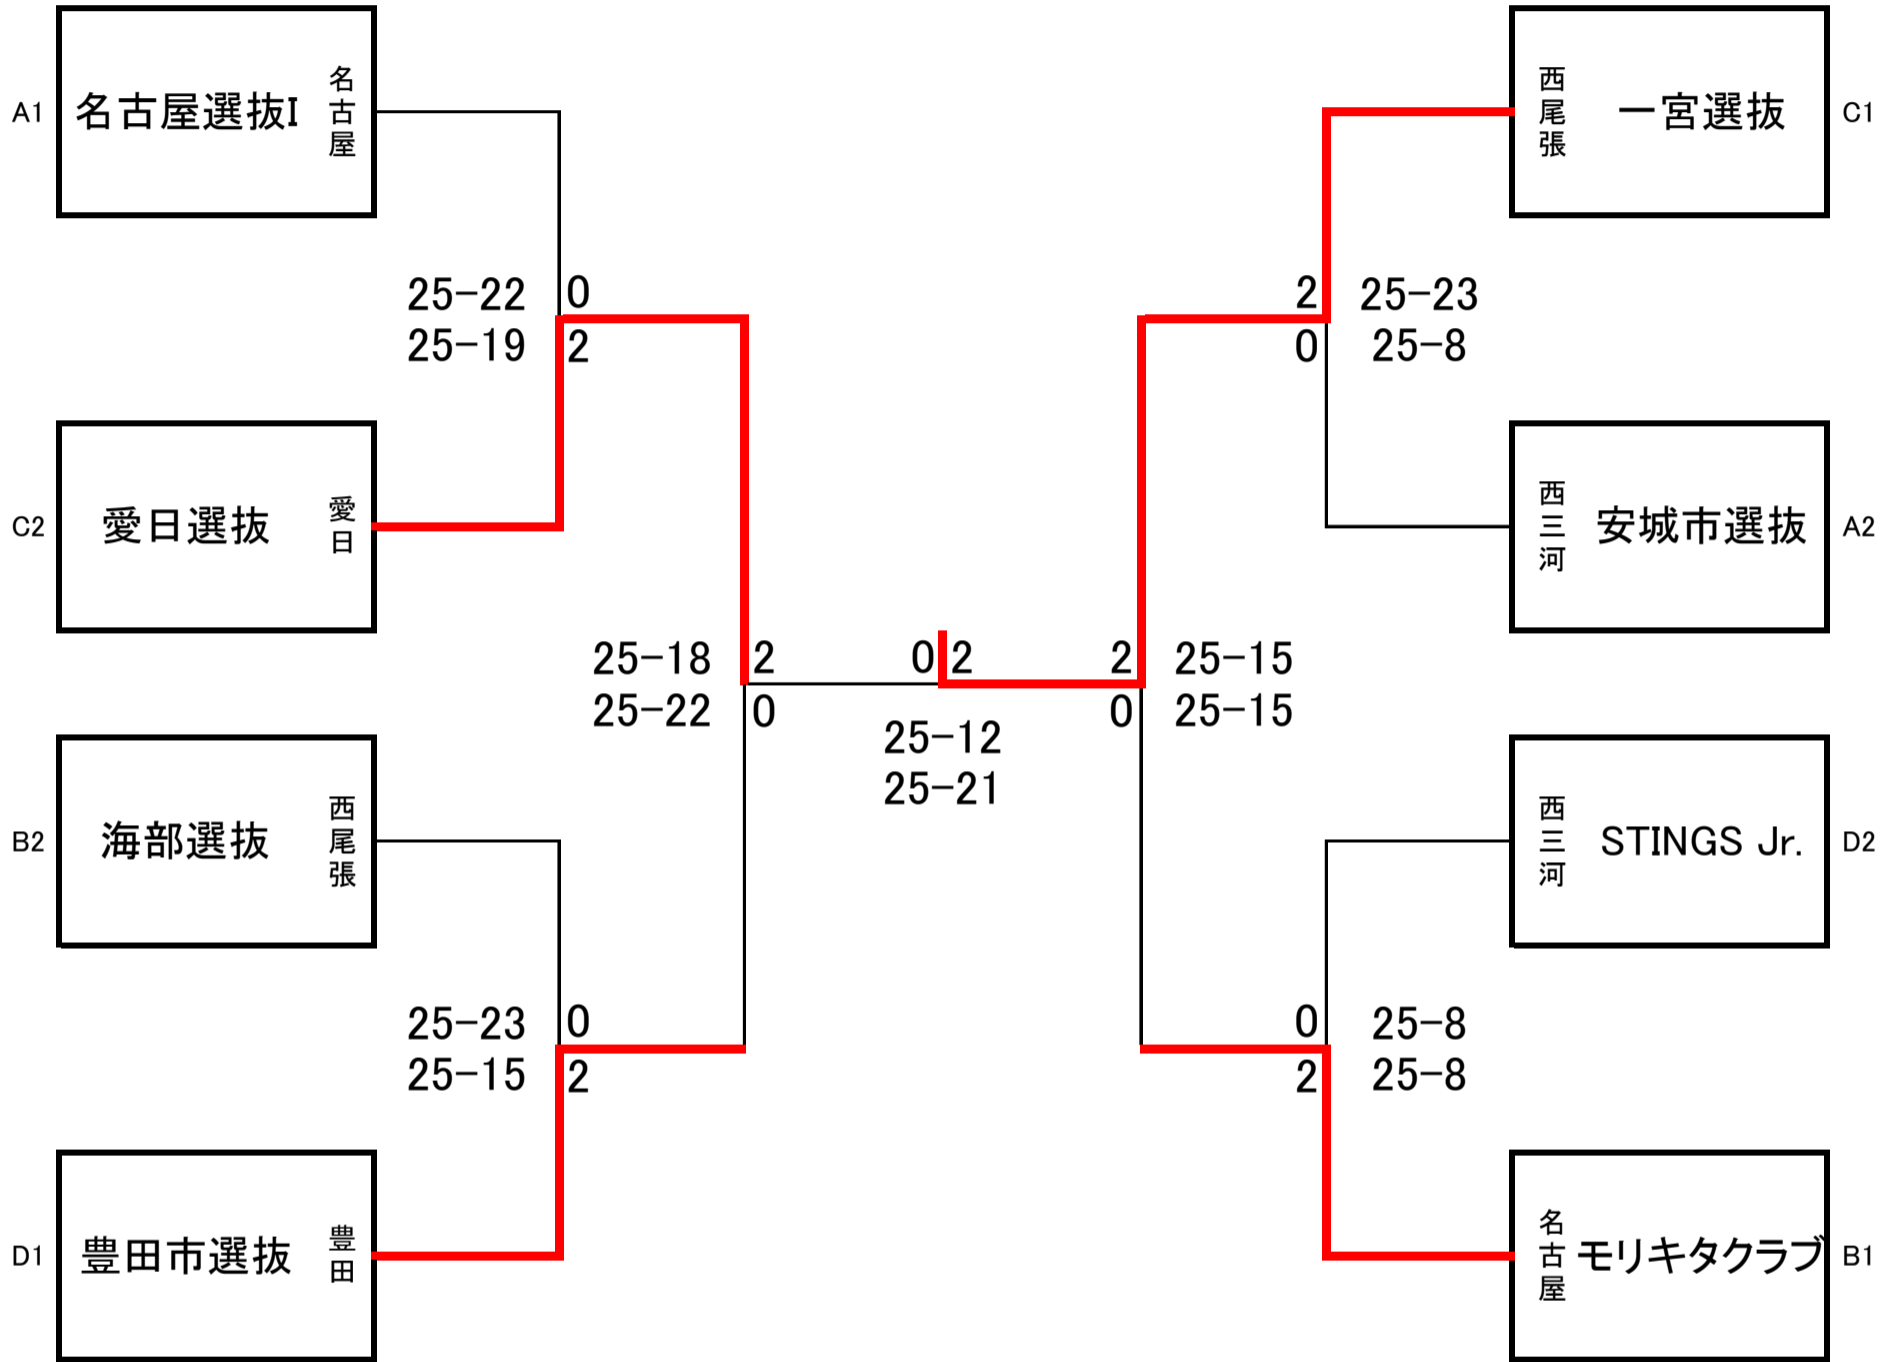 A1
名古屋選抜I
名古屋
C2
愛日選抜
愛日
B2
海部選抜
西尾張
D1
豊田市選抜
豊田
25-22
25-19
0
2
25-23
25-15
0
2
25-18
25-22
2
0
0
2
25-12
25-21
2
0
25-15
25-15
2
0
25-23
25-8
0
2
25-8
25-8
西尾張
一宮選抜
C1
西三河
安城市選抜
A2
西三河
STINGS Jr.
D2
名古屋
モリキタクラブ
B1